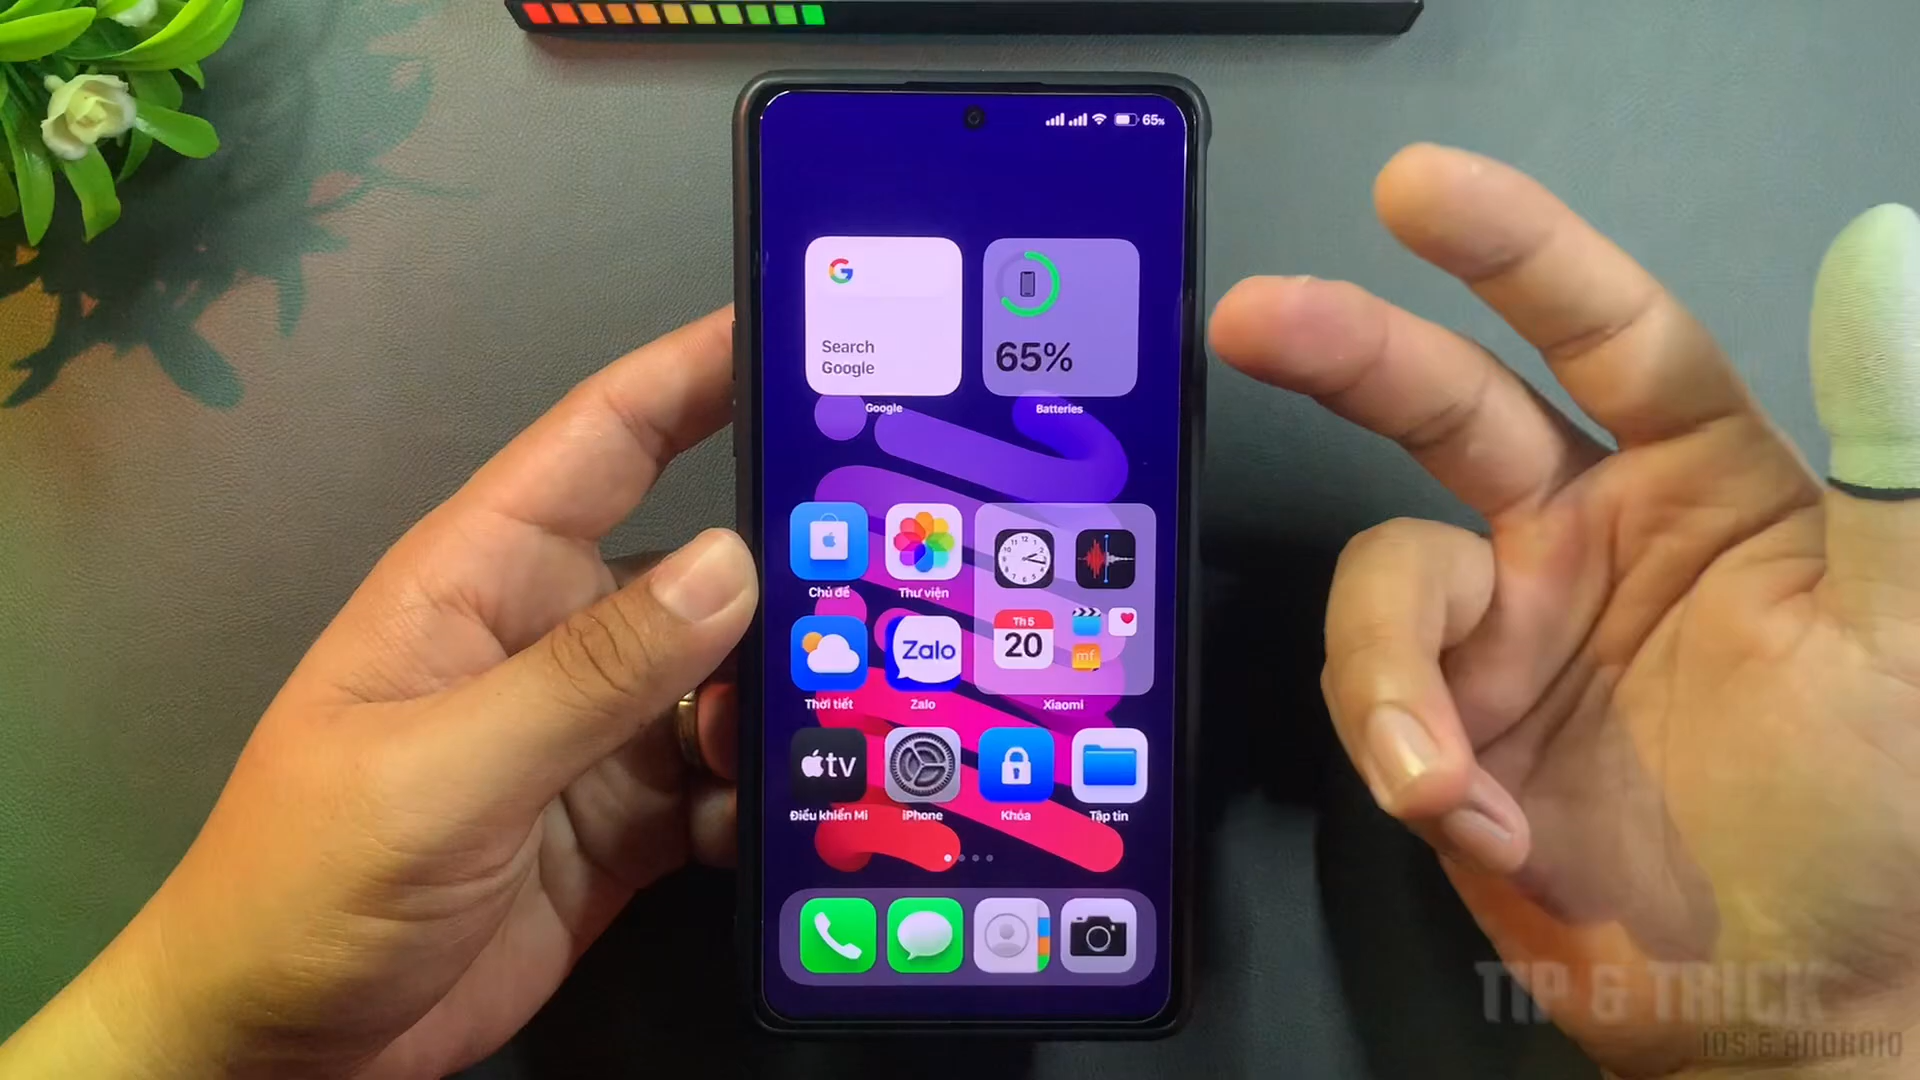 65%
G
Search
Google
65%
Google
Batteries
Chủ đề
Thư viện
Th 5
20
Zalo
mf
Thời tiết
Zalo
Xiaomi
tv
Điều khiển Mi
iPhone
Khóa
Tập tin
TIP & TRICK
IOS & ANDROID